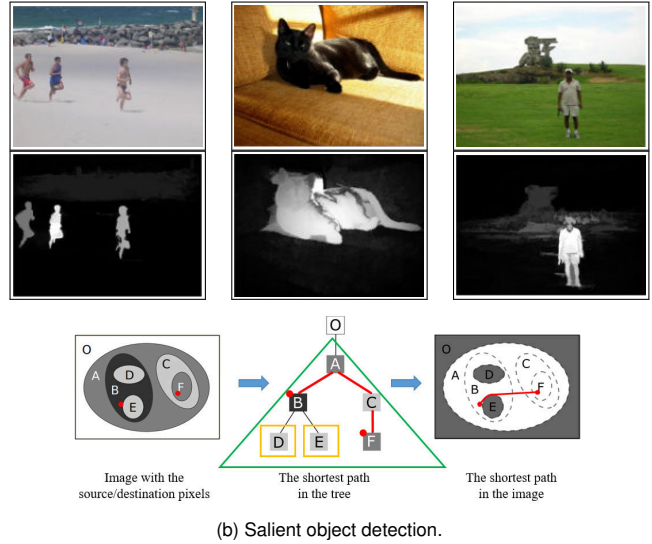 O
A
B
D
C
F
E
O
A
B
C
D
E
F
O
A
B
D
C
F
E
Image with the
source/destination pixels
The shortest path
in the tree
The shortest path
in the image
(b) Salient object detection.